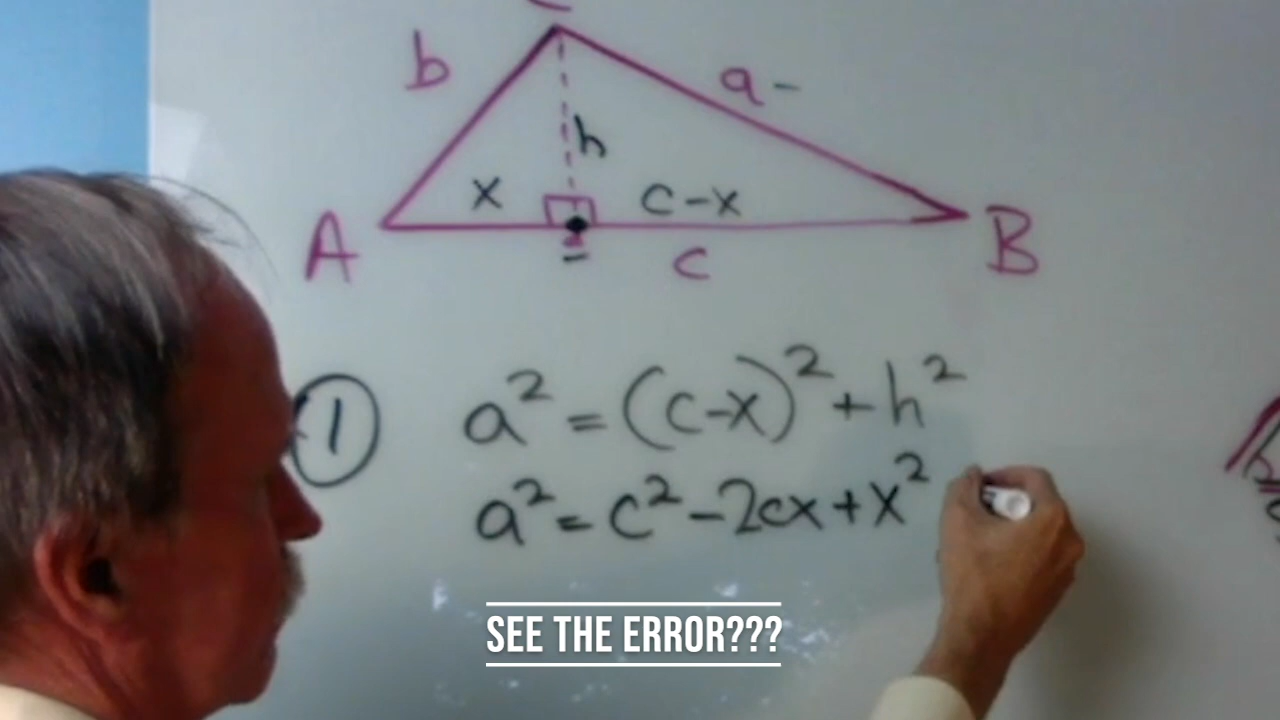 b
a -
h
x
c-x
A
c
B
1
a² = (c-x)² + h²
a² = c² - 2cx + x²
SEE THE ERROR???